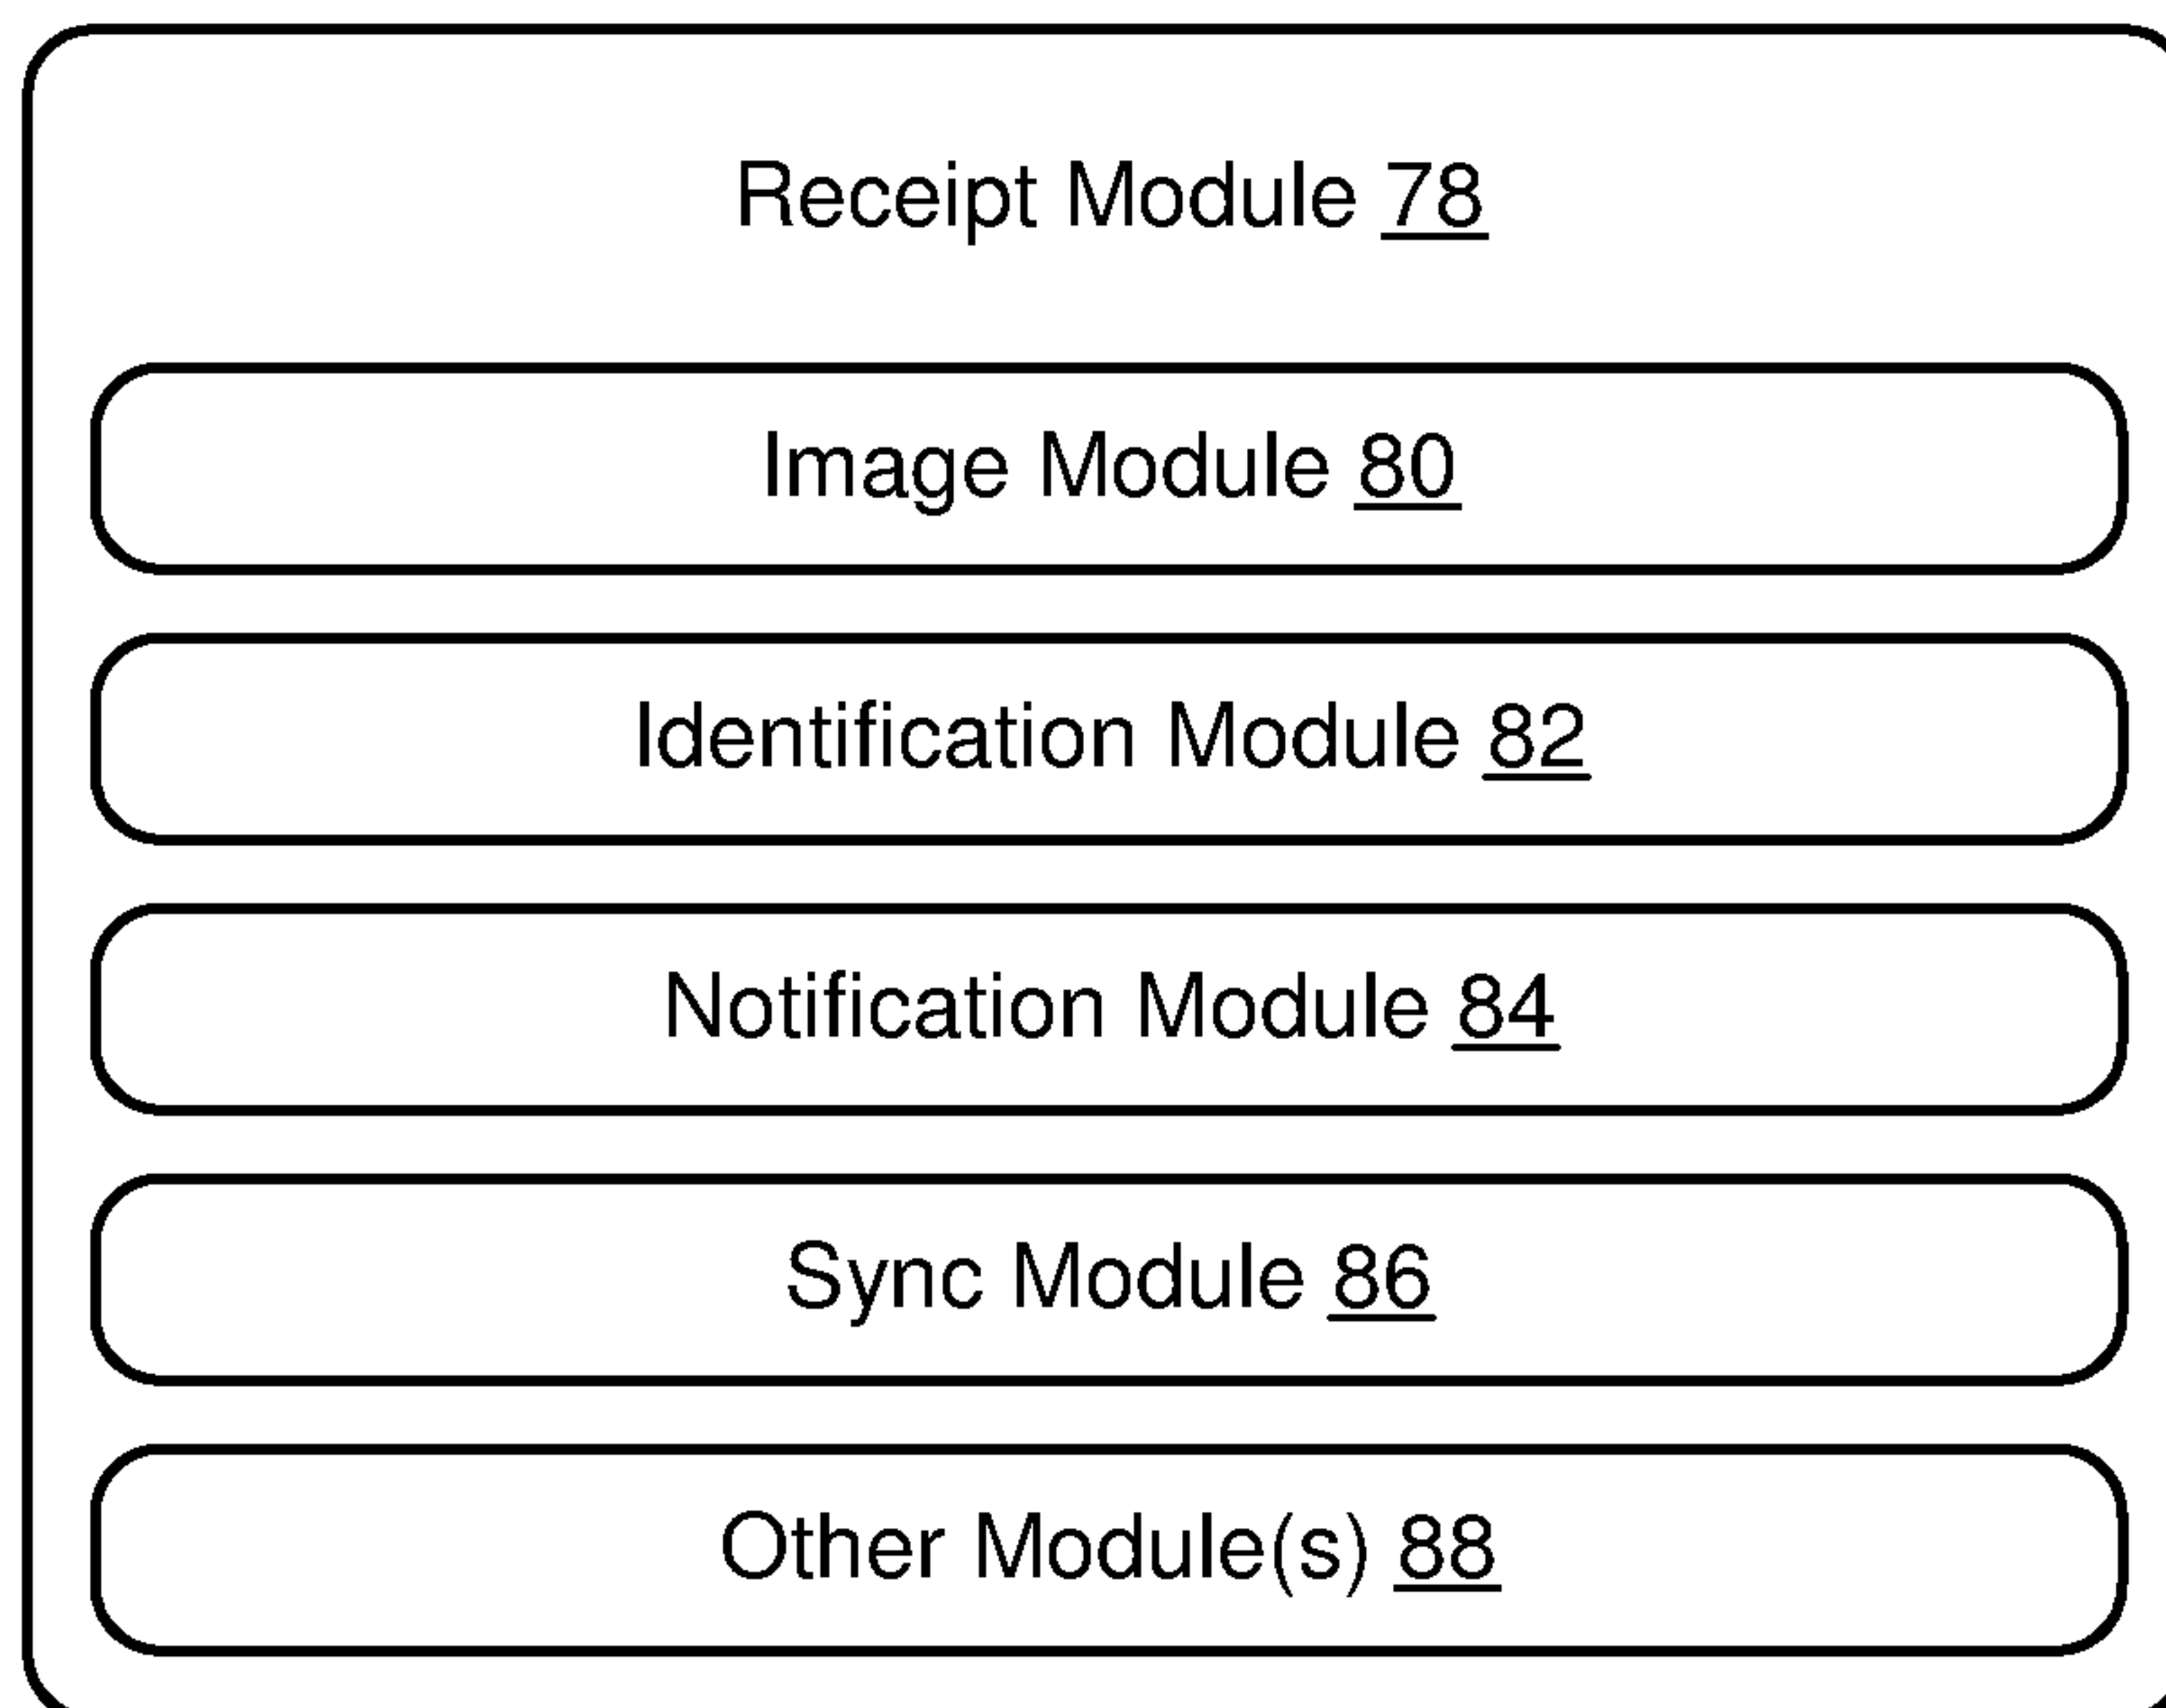 Receipt Module 78
Image Module 80
Identification Module 82
Notification Module 84
Sync Module 86
Other Module(s) 88